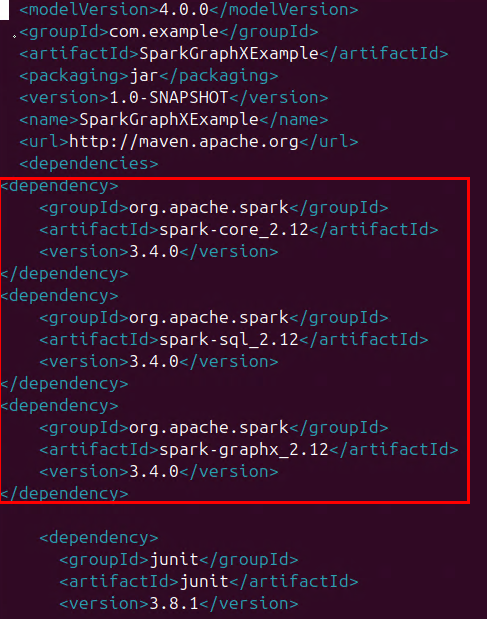 <modelVersion>4.0.0</modelVersion>
<groupId>com.example</groupId>
<artifactId>SparkGraphXExample</artifactId>
<packaging>jar</packaging>
<version>1.0-SNAPSHOT</version>
<name>SparkGraphXExample</name>
<url>http://maven.apache.org</url>
<dependencies>
<dependency>
<groupId>org.apache.spark</groupId>
<artifactId>spark-core_2.12</artifactId>
<version>3.4.0</version>
</dependency>
<dependency>
<groupId>org.apache.spark</groupId>
<artifactId>spark-sql_2.12</artifactId>
<version>3.4.0</version>
</dependency>
<dependency>
<groupId>org.apache.spark</groupId>
<artifactId>spark-graphx_2.12</artifactId>
<version>3.4.0</version>
</dependency>
<dependency>
<groupId>junit</groupId>
<artifactId>junit</artifactId>
<version>3.8.1</version>